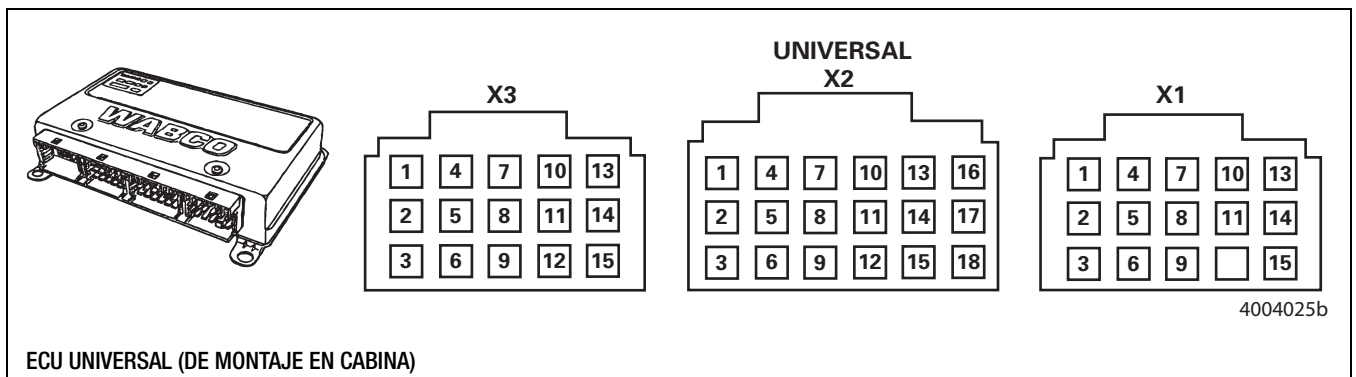 WABCO
X3
1 4 7 10 13
2 5 8 11 14
3 6 9 12 15
UNIVERSAL
X2
1 4 7 10 13 16
2 5 8 11 14 17
3 6 9 12 15 18
X1
1 4 7 10 13
2 5 8 11 14
3 6 9 15
4004025b
ECU UNIVERSAL (DE MONTAJE EN CABINA)